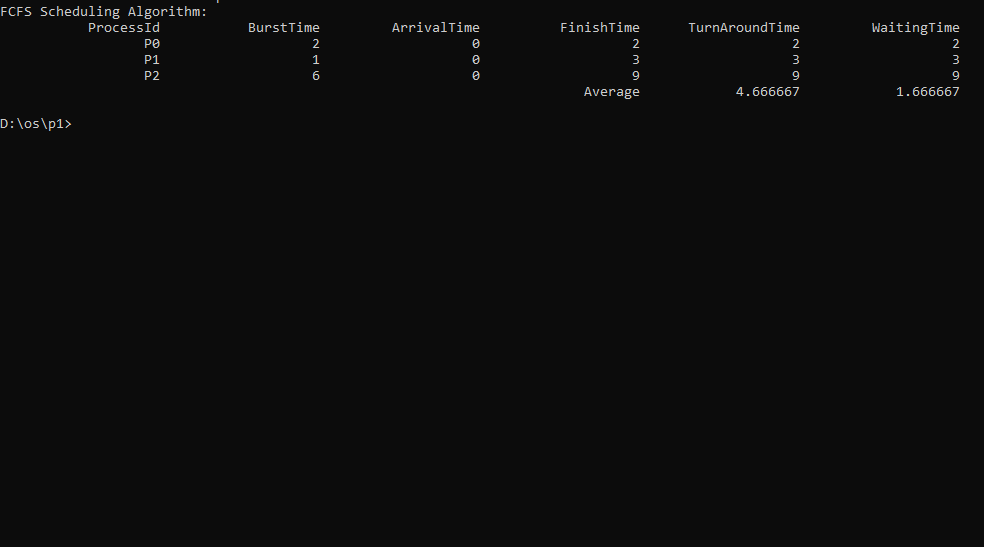 FCFS Scheduling Algorithm:
ProcessId BurstTime ArrivalTime FinishTime TurnAroundTime WaitingTime
P0 2 0 2 2 2
P1 1 0 3 3 3
P2 6 0 9 9 9
Average 4.666667 1.666667
D:\os\p1>